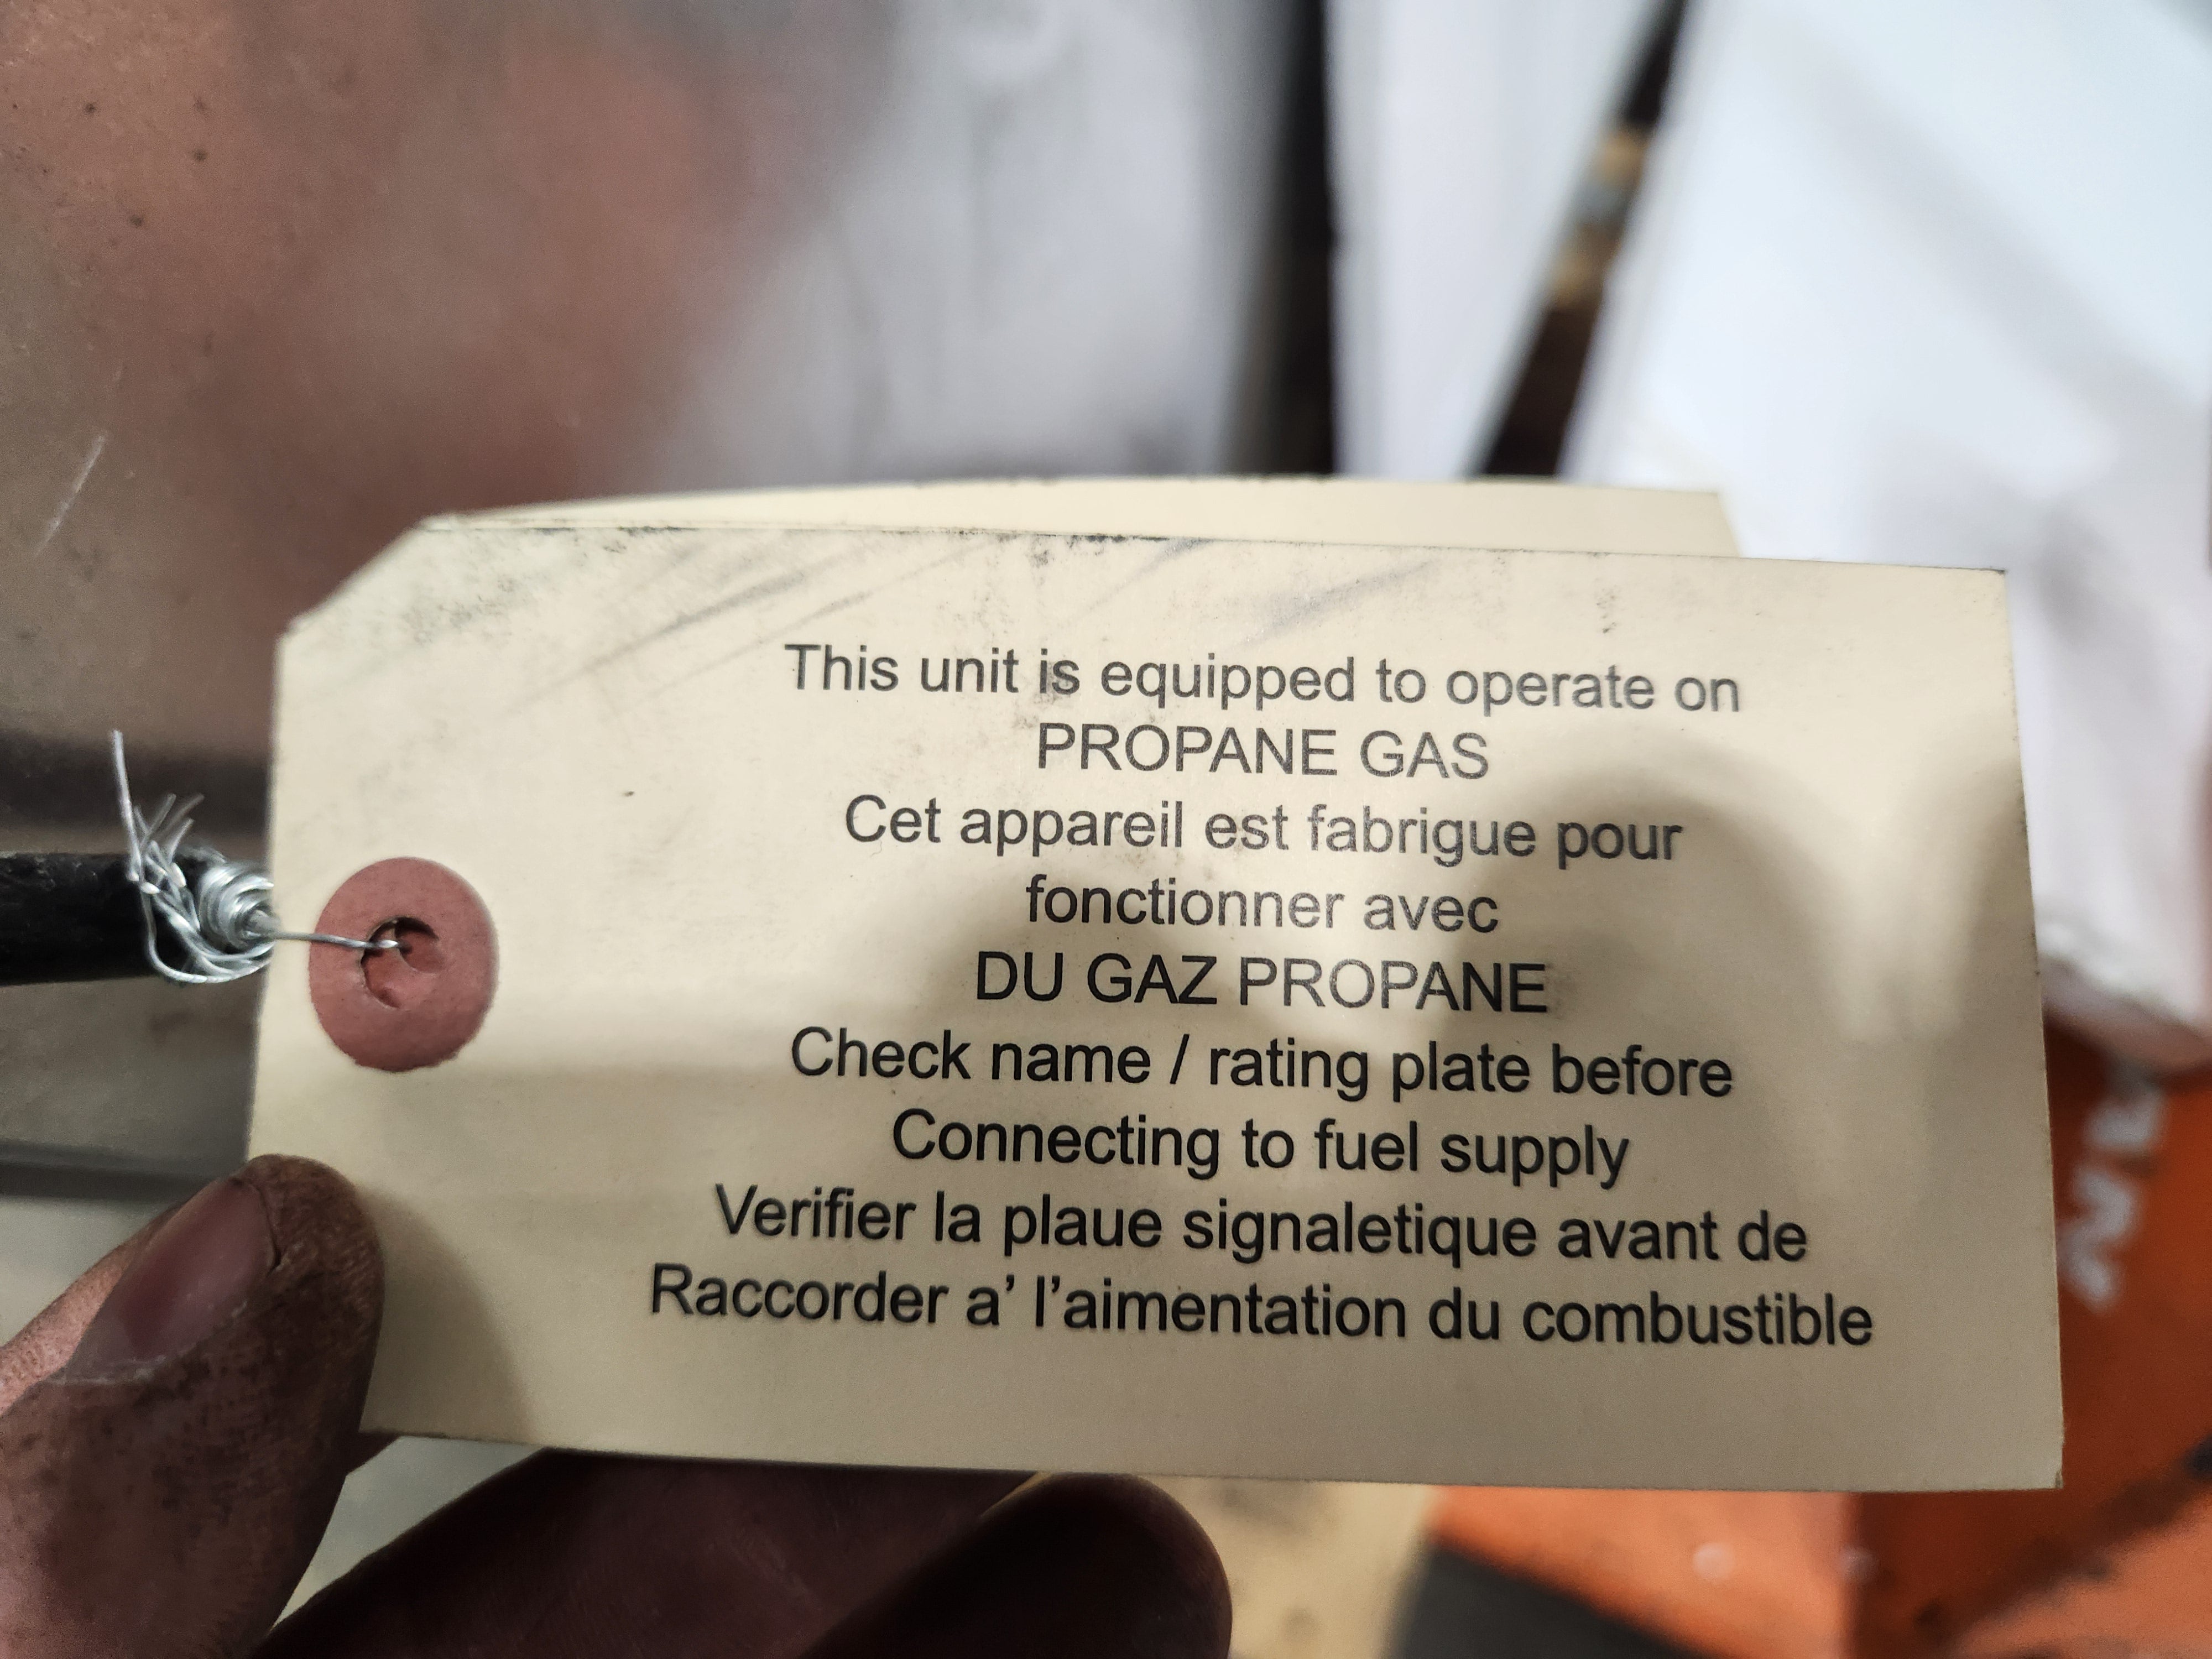 This unit is equipped to operate on
PROPANE GAS
Cet appareil est fabrigue pour
fonctionner avec
DU GAZ PROPANE
Check name / rating plate before
Connecting to fuel supply
Verifier la plaue signaletique avant de
Raccorder a' l'aimentation du combustible